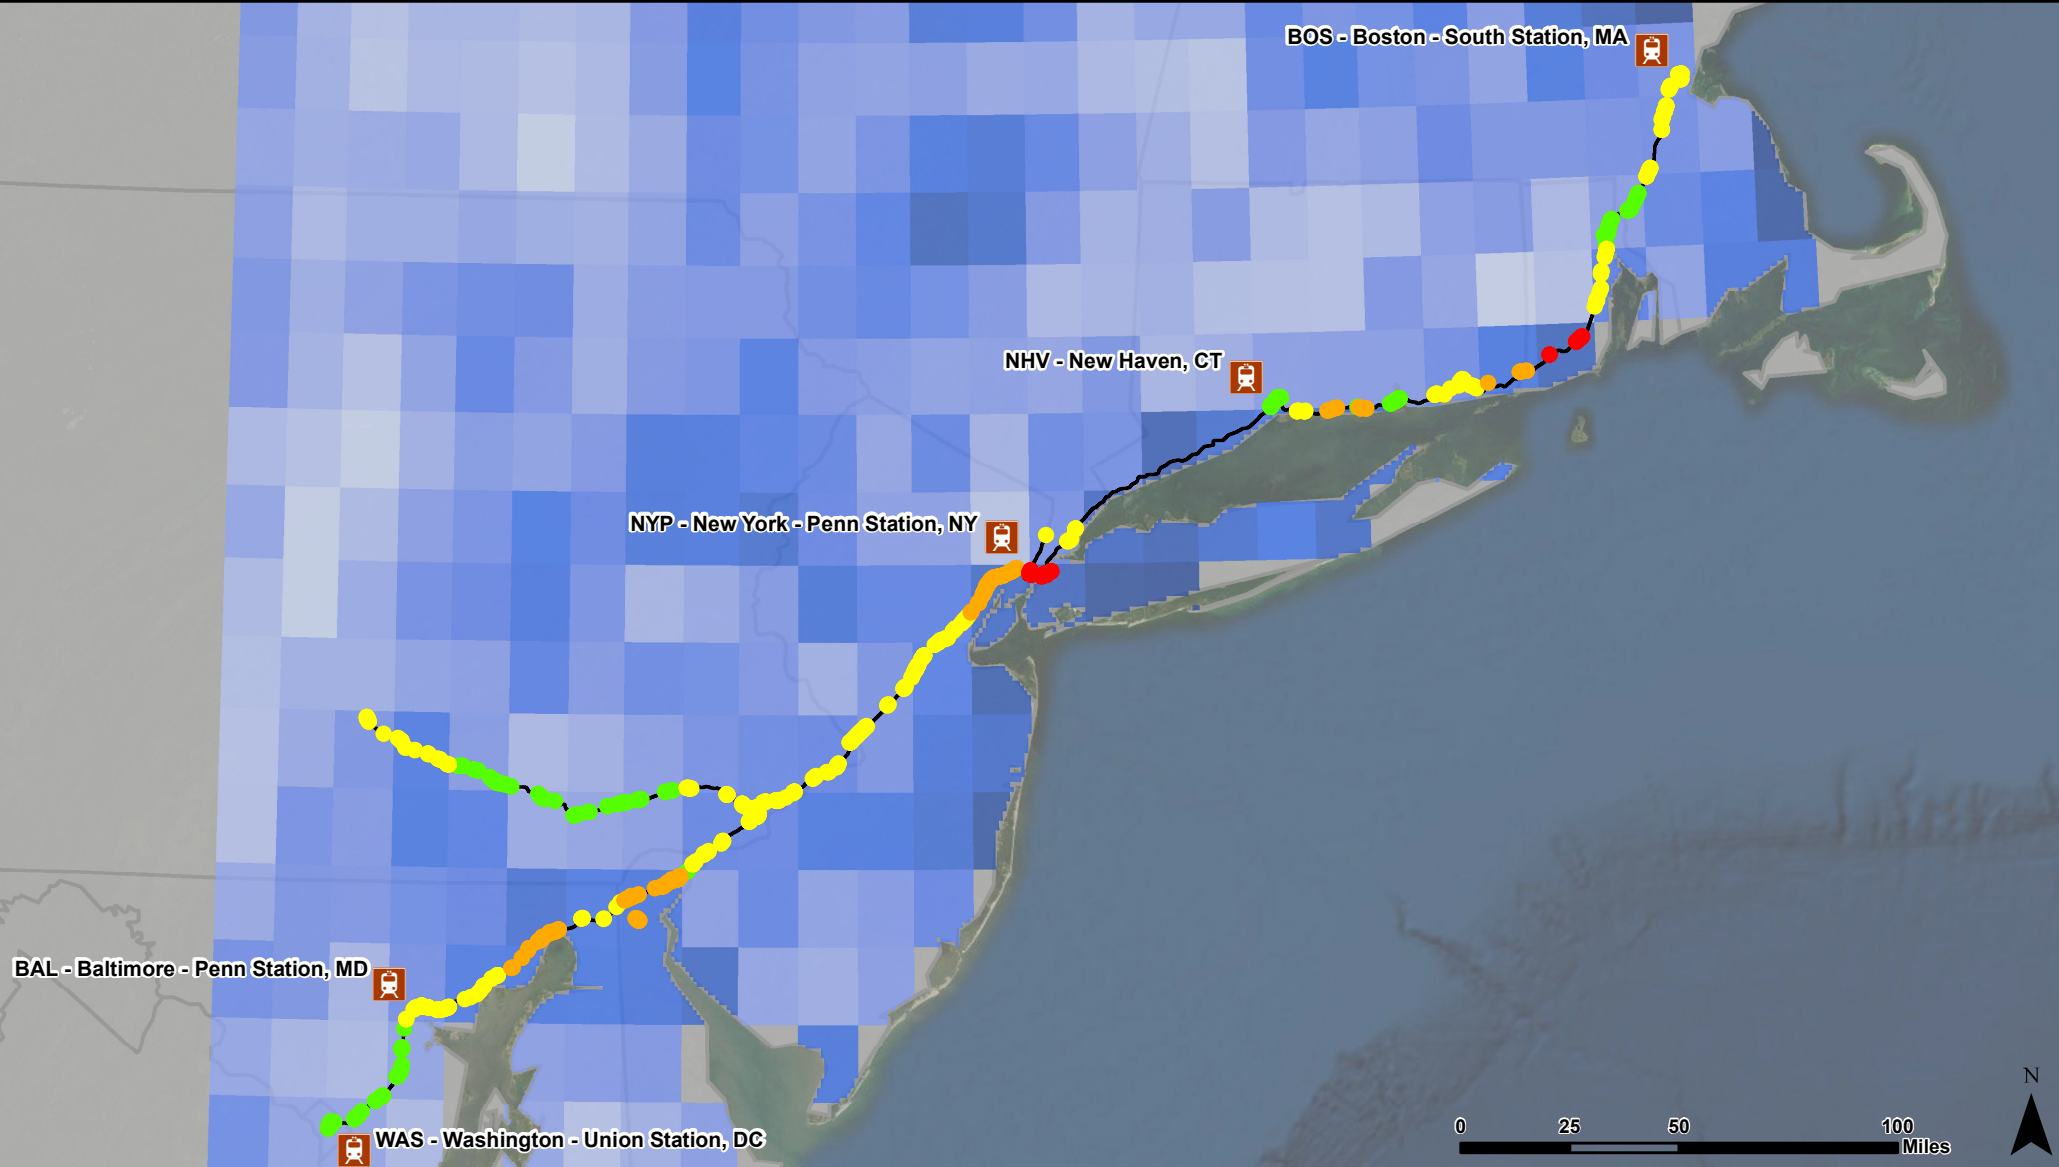 BOS - Boston - South Station, MA
NHV - New Haven, CT
NYP - New York - Penn Station, NY
BAL - Baltimore - Penn Station, MD
WAS - Washington - Union Station, DC
N
0 25 50 100
Miles